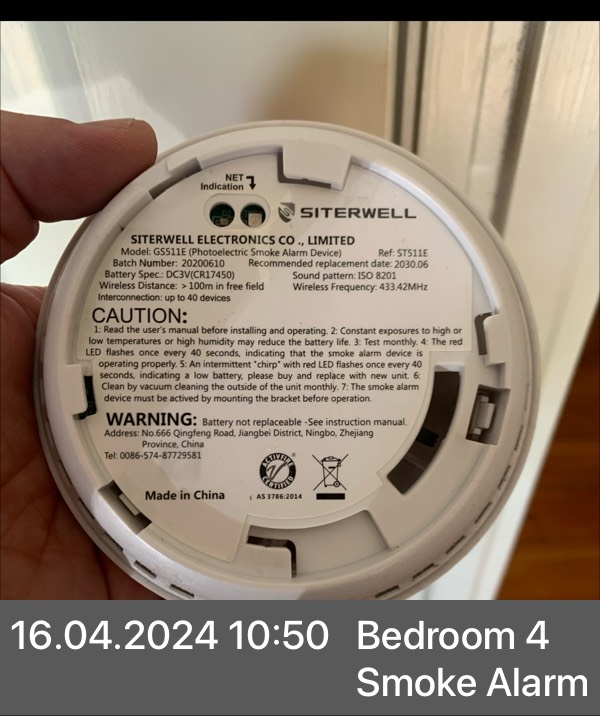 NET
Indication
SITERWELL
SITERWELL ELECTRONICS CO ., LIMITED
Model: GS511E (Photoelectric Smoke Alarm Device) Ref: ST511E
Batch Number: 20200610 Recommended replacement date: 2030.06
Battery Spec.: DC3V(CR17450) Sound pattern: ISO 8201
Wireless Distance: >100m in free field Wireless Frequency: 433.42MHz
Interconnection: up to 40 devices
CAUTION:
1: Read the user's manual before installing and operating. 2: Constant exposures to high or
low temperatures or high humidity may reduce the battery life. 3: Test monthly. 4: The red
LED flashes once every 40 seconds, indicating that the smoke alarm device is
operating properly. 5: An intermittent "chirp" with red LED flashes once every 40
seconds, indicating a low battery, please buy and replace with new unit. 6:
Clean by vacuum cleaning the outside of the unit monthly. 7: The smoke alarm
device must be actived by mounting the bracket before operation.
WARNING: Battery not replaceable -See instruction manual.
Address: No.666 Qingfeng Road, Jiangbei District, Ningbo, Zhejiang
Province, China
Tel: 0086-574-87729581
ACTIVFIRE
CERTIFIED
Made in China
AS 3786:2014
16.04.2024 10:50 Bedroom 4
Smoke Alarm